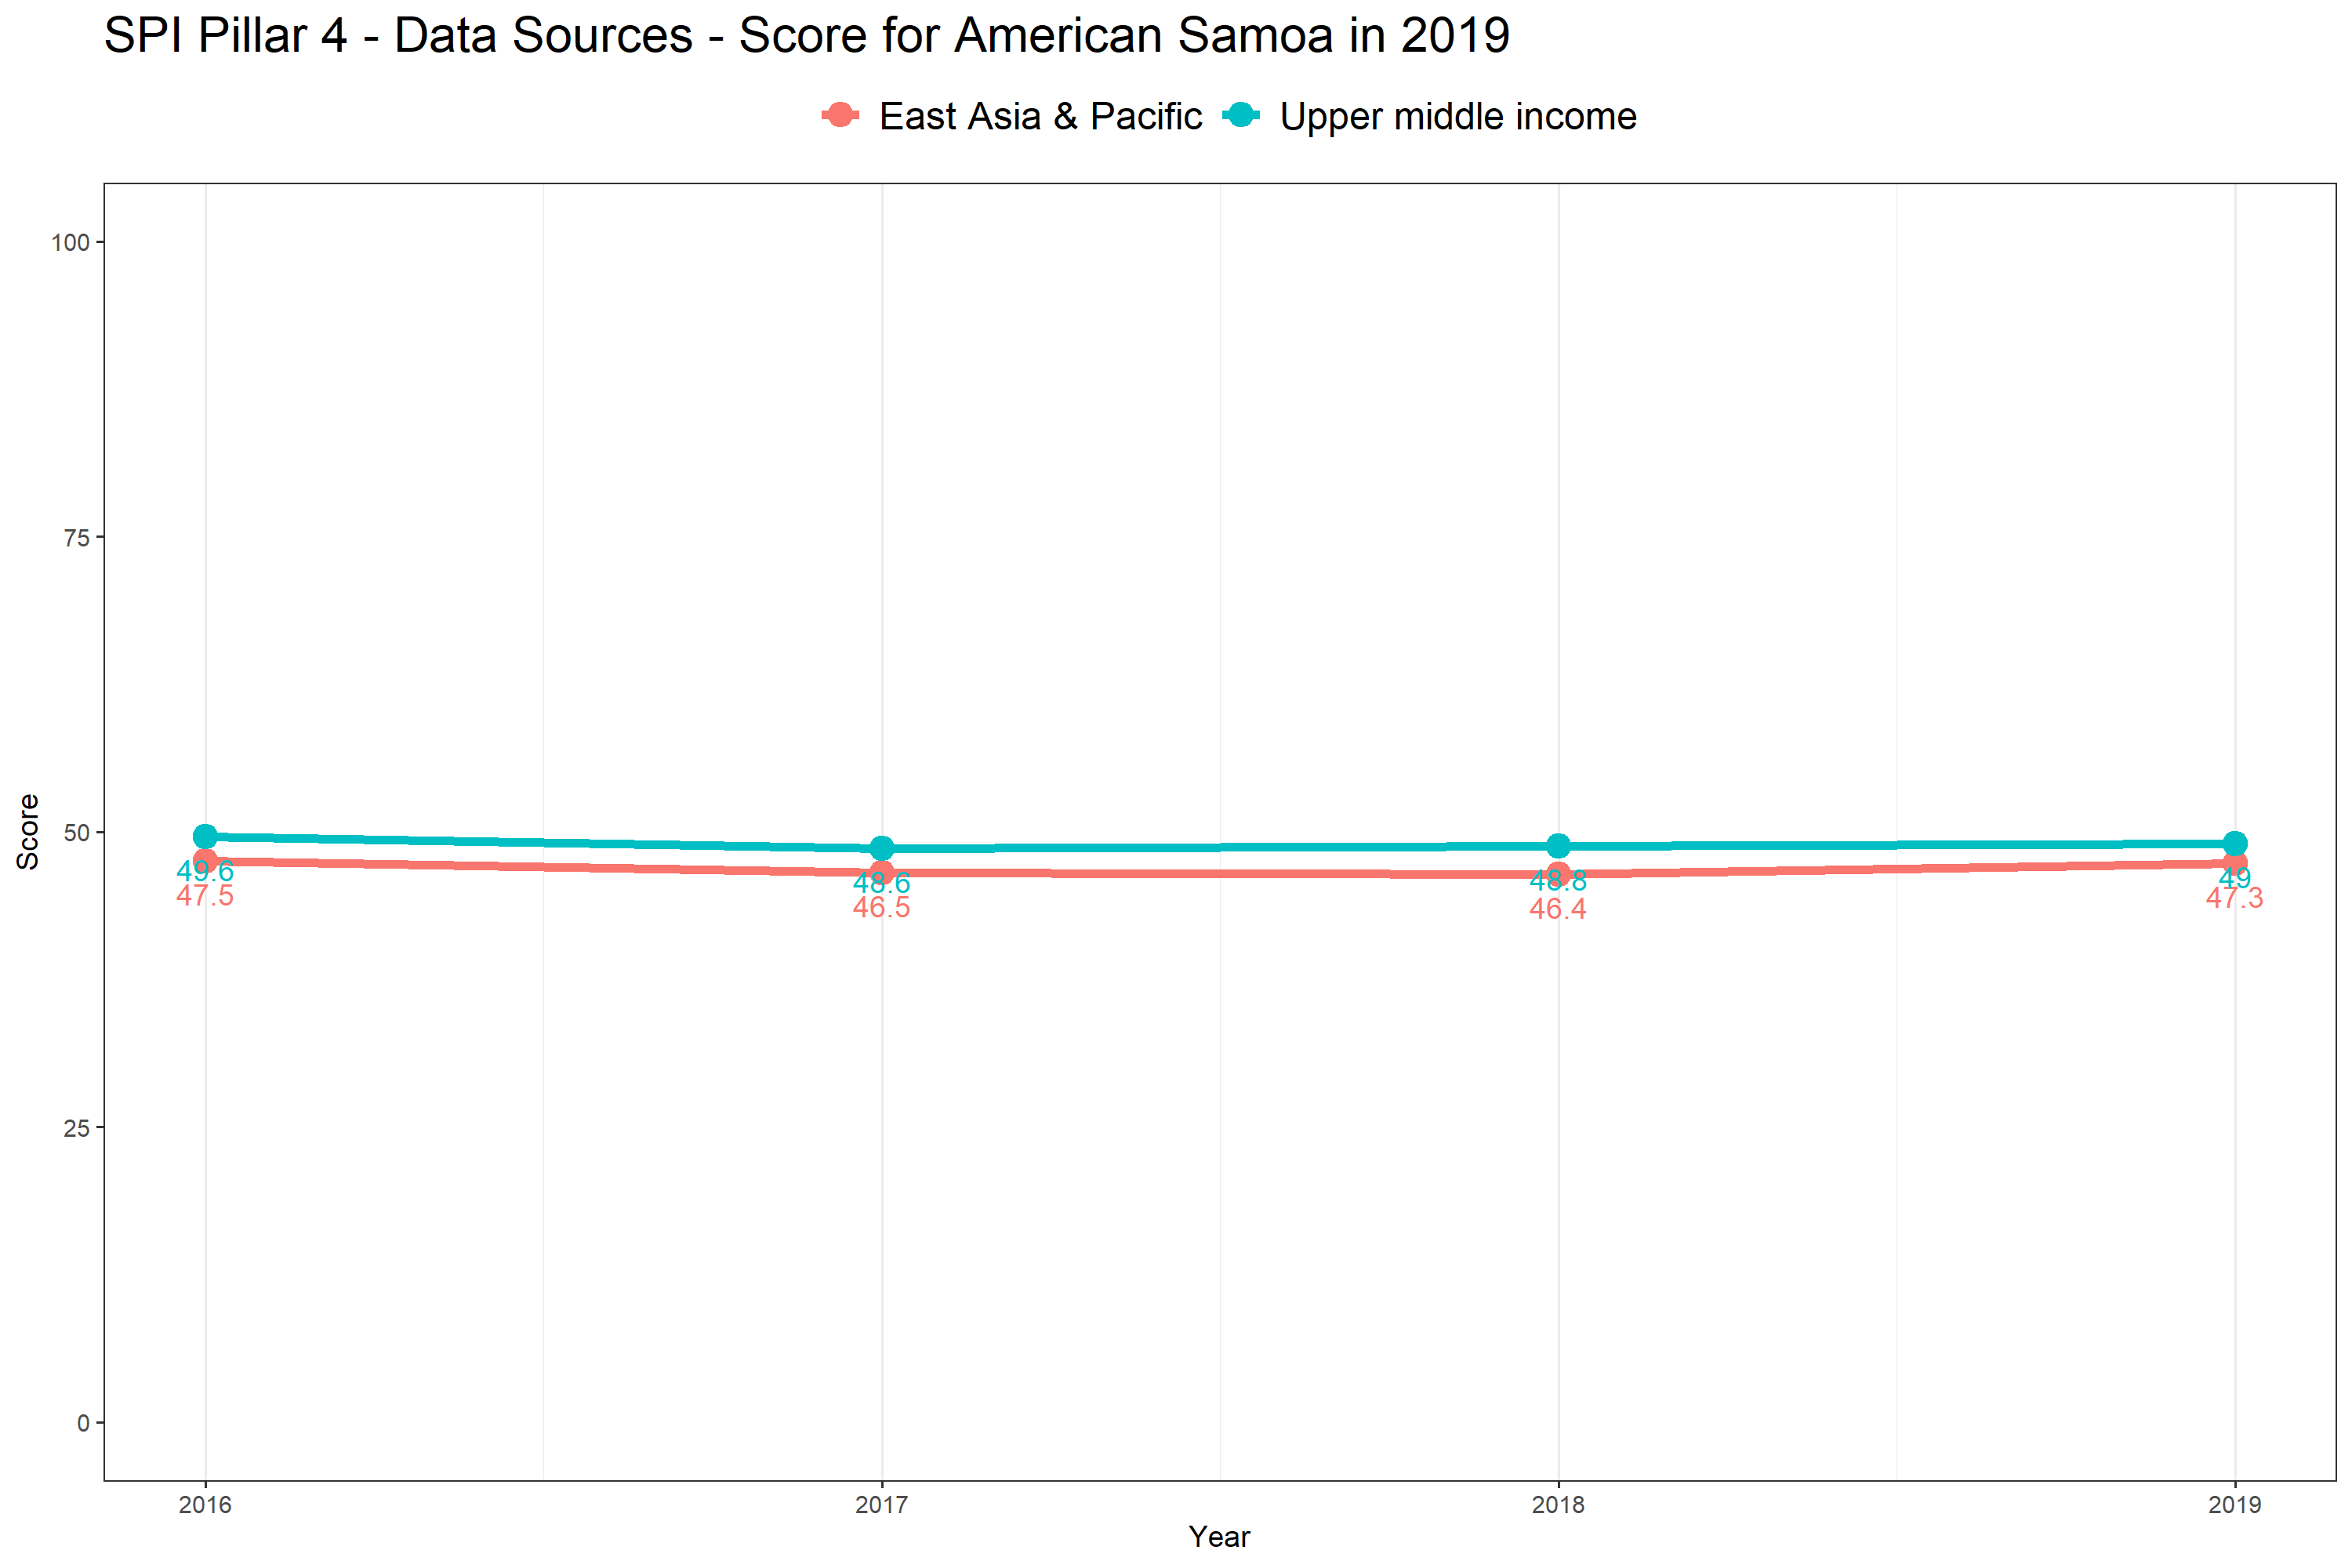 SPI Pillar 4 - Data Sources - Score for American Samoa in 2019
East Asia & Pacific Upper middle income
100
75
50
25
0
Score
49.6
47.5
48.6
46.5
48.8
46.4
49
47.3
2016 2017 2018 2019
Year